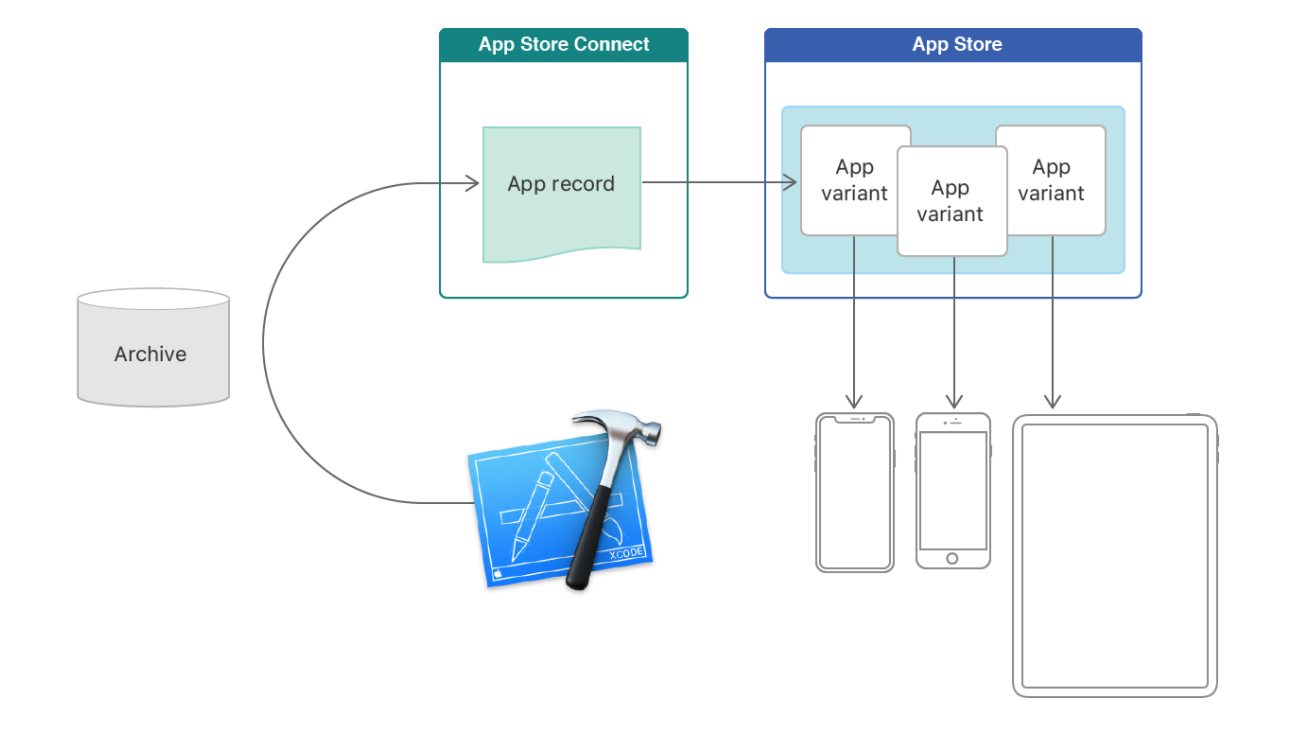 App Store Connect
App Store
App record
App
variant
App
variant
App
variant
Archive
XCODE